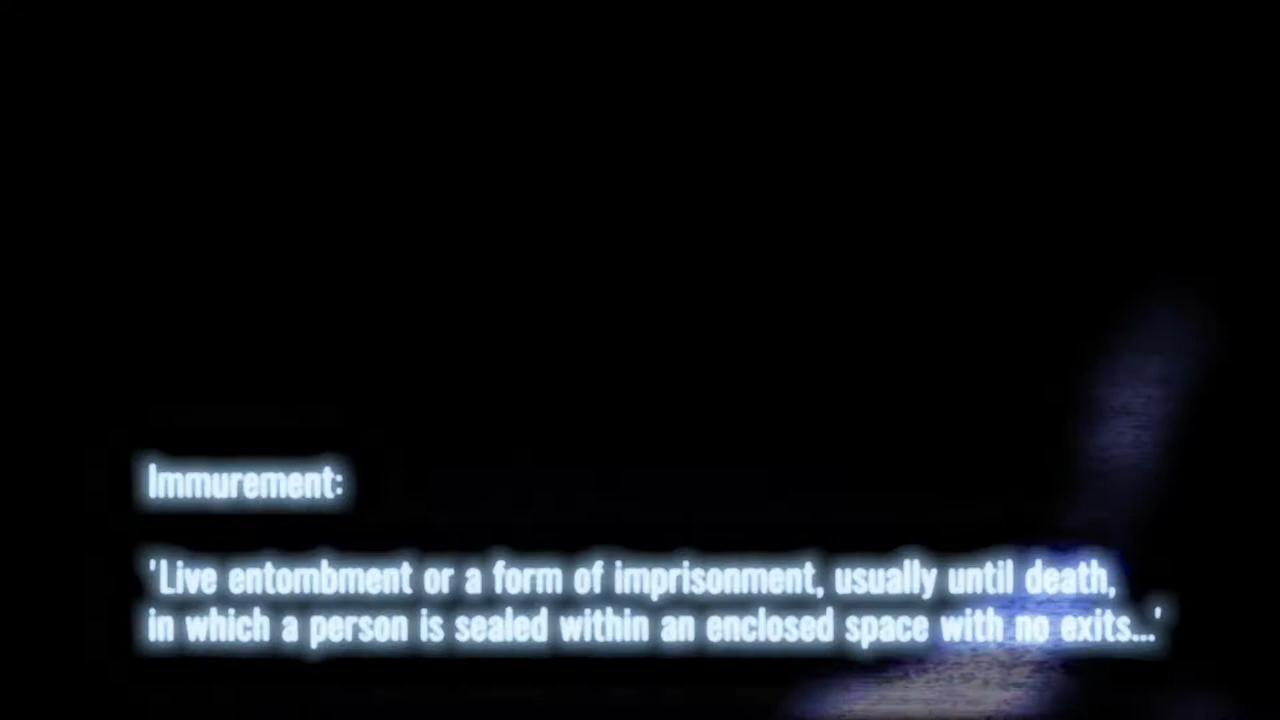 Immurement:
'Live entombment or a form of imprisonment, usually until death,
in which a person is sealed within an enclosed space with no exits...'